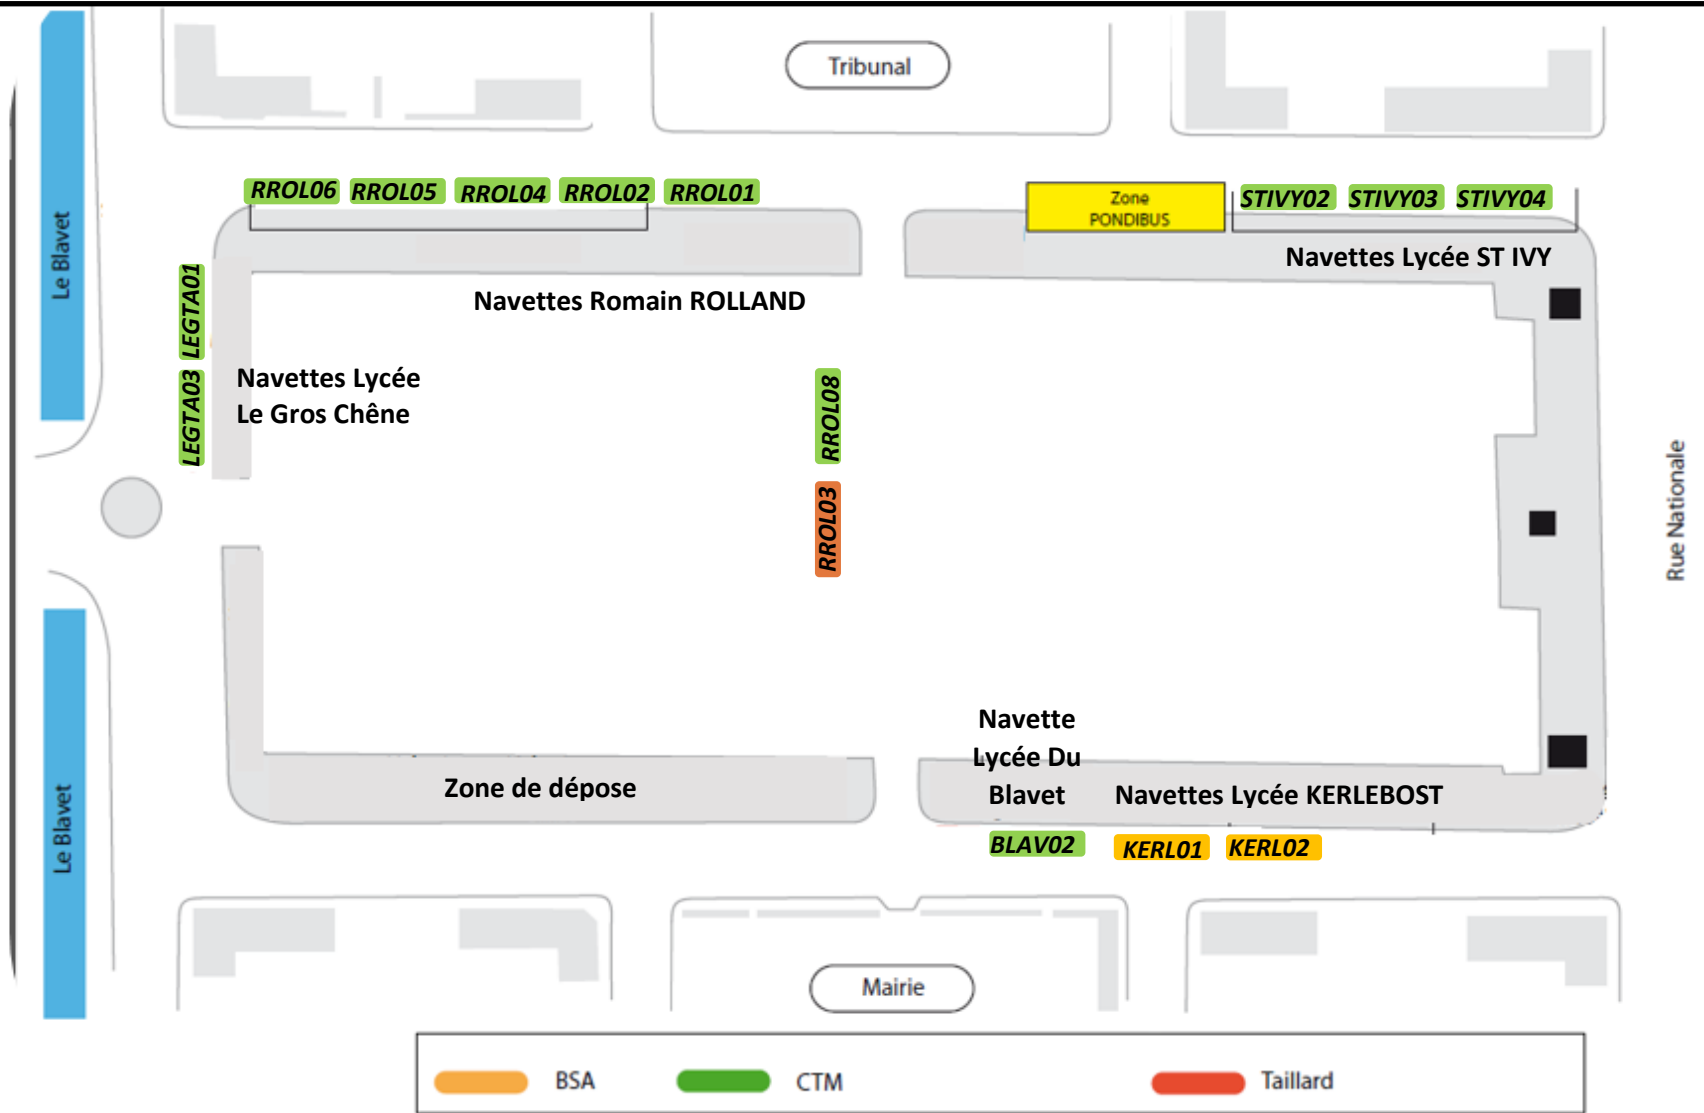 Tribunal
Le Blavet
RROL06 RROL05 RROL04 RROL02 RROL01
Zone
PONDIBUS
STIVY02 STIVY03 STIVY04
Navettes Lycée ST IVY
Navettes Romain ROLLAND
LEGTA01
LEGTA03
Navettes Lycée
Le Gros Chêne
RROL08
RROL03
Rue Nationale
Navette
Lycée Du
Blavet
Zone de dépose
Navettes Lycée KERLEBOST
Le Blavet
BLAV02 KERL01 KERL02
Mairie
BSA CTM Taillard